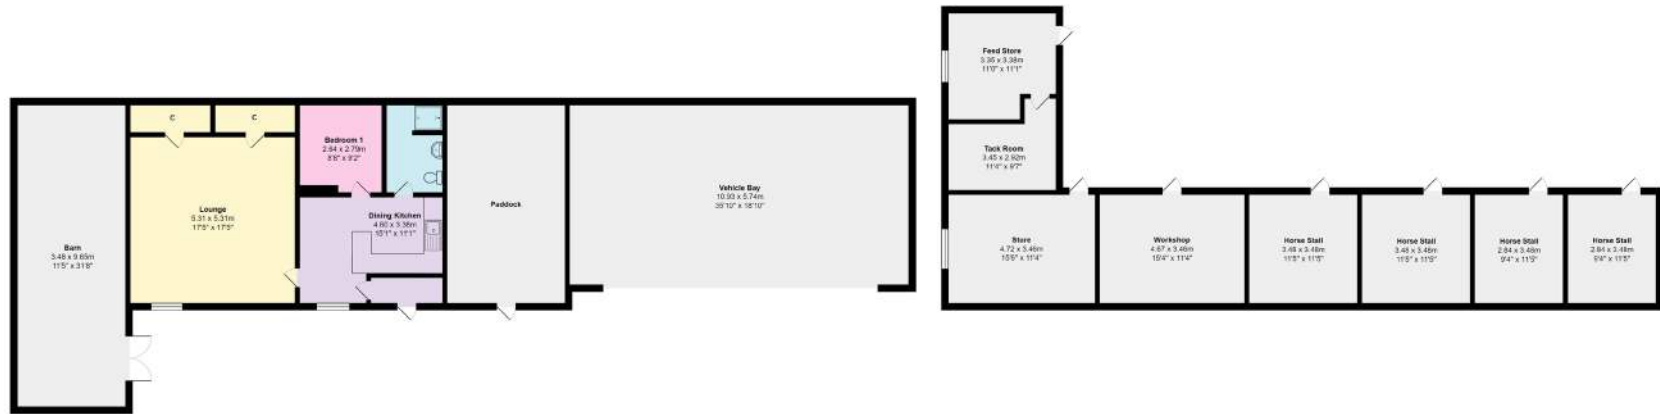 Barn
3.48 x 9.65m
11'5" x 31'8"
C
C
Lounge
5.31 x 5.31m
17'5" x 17'5"
Bedroom 1
2.64 x 2.79m
8'8" x 9'2"
Dining Kitchen
4.60 x 3.38m
15'1" x 11'1"
Paddock
Vehicle Bay
10.93 x 5.74m
35'10" x 18'10"
Feed Store
3.35 x 3.38m
11'0" x 11'1"
Tack Room
3.45 x 2.92m
11'4" x 9'7"
Store
4.72 x 3.46m
15'6" x 11'4"
Workshop
4.67 x 3.46m
15'4" x 11'4"
Horse Stall
3.48 x 3.48m
11'5" x 11'5"
Horse Stall
3.48 x 3.48m
11'5" x 11'5"
Horse Stall
2.84 x 3.48m
9'4" x 11'5"
Horse Stall
2.84 x 3.48m
9'4" x 11'5"